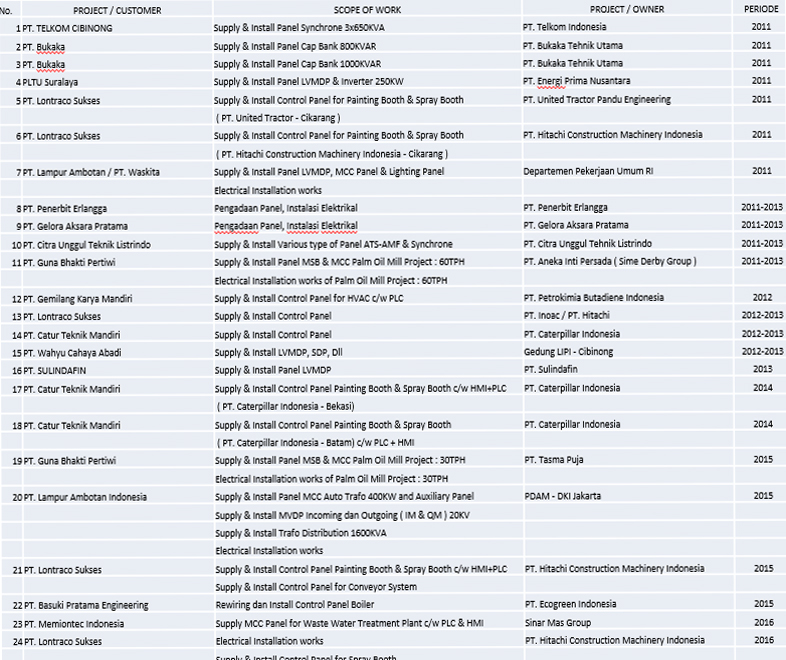 No. PROJECT / CUSTOMER SCOPE OF WORK PROJECT / OWNER PERIODE
1 PT. TELKOM CIBINONG Supply & Install Panel Synchrone 3x650KVA PT. Telkom Indonesia 2011
2 PT. Bukaka Supply & Install Panel Cap Bank 800KVAR PT. Bukaka Tehnik Utama 2011
3 PT. Bukaka Supply & Install Panel Cap Bank 1000KVAR PT. Bukaka Tehnik Utama 2011
4 PLTU Suralaya Supply & Install Panel LVMDP & Inverter 250KW PT. Energi Prima Nusantara 2011
5 PT. Lontraco Sukses Supply & Install Control Panel for Painting Booth & Spray Booth PT. United Tractor Pandu Engineering 2011
( PT. United Tractor - Cikarang )
6 PT. Lontraco Sukses Supply & Install Control Panel for Painting Booth & Spray Booth PT. Hitachi Construction Machinery Indonesia 2011
( PT. Hitachi Construction Machinery Indonesia - Cikarang )
7 PT. Lampur Ambotan / PT. Waskita Supply & Install Panel LVMDP, MCC Panel & Lighting Panel Departemen Pekerjaan Umum RI 2011
Electrical Installation works
8 PT. Penerbit Erlangga Pengadaan Panel, Instalasi Elektrikal PT. Penerbit Erlangga 2011-2013
9 PT. Gelora Aksara Pratama Pengadaan Panel, Instalasi Elektrikal PT. Gelora Aksara Pratama 2011-2013
10 PT. Citra Unggul Teknik Listrindo Supply & Install Various type of Panel ATS-AMF & Synchrone PT. Citra Unggul Tehnik Listrindo 2011-2013
11 PT. Guna Bhakti Pertiwi Supply & Install Panel MSB & MCC Palm Oil Mill Project : 60TPH PT. Aneka Inti Persada ( Sime Derby Group ) 2011-2013
Electrical Installation works of Palm Oil Mill Project : 60TPH
12 PT. Gemilang Karya Mandiri Supply & Install Control Panel for HVAC c/w PLC PT. Petrokimia Butadiene Indonesia 2012
13 PT. Lontraco Sukses Supply & Install Control Panel PT. Inoac / PT. Hitachi 2012-2013
14 PT. Catur Teknik Mandiri Supply & Install Control Panel PT. Caterpillar Indonesia 2012-2013
15 PT. Wahyu Cahaya Abadi Supply & Install LVMDP, SDP, Dll Gedung LIPI - Cibinong 2012-2013
16 PT. SULINDAFIN Supply & Install Panel LVMDP PT. Sulindafin 2013
17 PT. Catur Teknik Mandiri Supply & Install Control Panel Painting Booth & Spray Booth c/w HMI+PLC PT. Caterpillar Indonesia 2014
( PT. Caterpillar Indonesia - Bekasi)
18 PT. Catur Teknik Mandiri Supply & Install Control Panel Painting Booth & Spray Booth PT. Caterpillar Indonesia 2014
( PT. Caterpillar Indonesia - Batam) c/w PLC + HMI
19 PT. Guna Bhakti Pertiwi Supply & Install Panel MSB & MCC Palm Oil Mill Project : 30TPH PT. Tasma Puja 2015
Electrical Installation works of Palm Oil Mill Project : 30TPH
20 PT. Lampur Ambotan Indonesia Supply & Install Panel MCC Auto Trafo 400KW and Auxiliary Panel PDAM - DKI Jakarta 2015
Supply & Install MVDP Incoming dan Outgoing ( IM & QM ) 20KV
Supply & Install Trafo Distribution 1600KVA
Electrical Installation works
21 PT. Lontraco Sukses Supply & Install Control Panel Painting Booth & Spray Booth c/w HMI+PLC PT. Hitachi Construction Machinery Indonesia 2015
Supply & Install Control Panel for Conveyor System
22 PT. Basuki Pratama Engineering Rewiring dan Install Control Panel Boiler PT. Ecogreen Indonesia 2015
23 PT. Memiontec Indonesia Supply MCC Panel for Waste Water Treatment Plant c/w PLC & HMI Sinar Mas Group 2016
24 PT. Lontraco Sukses Electrical Installation works PT. Hitachi Construction Machinery Indonesia 2016
Supply & Install Control Panel for Spray Booth